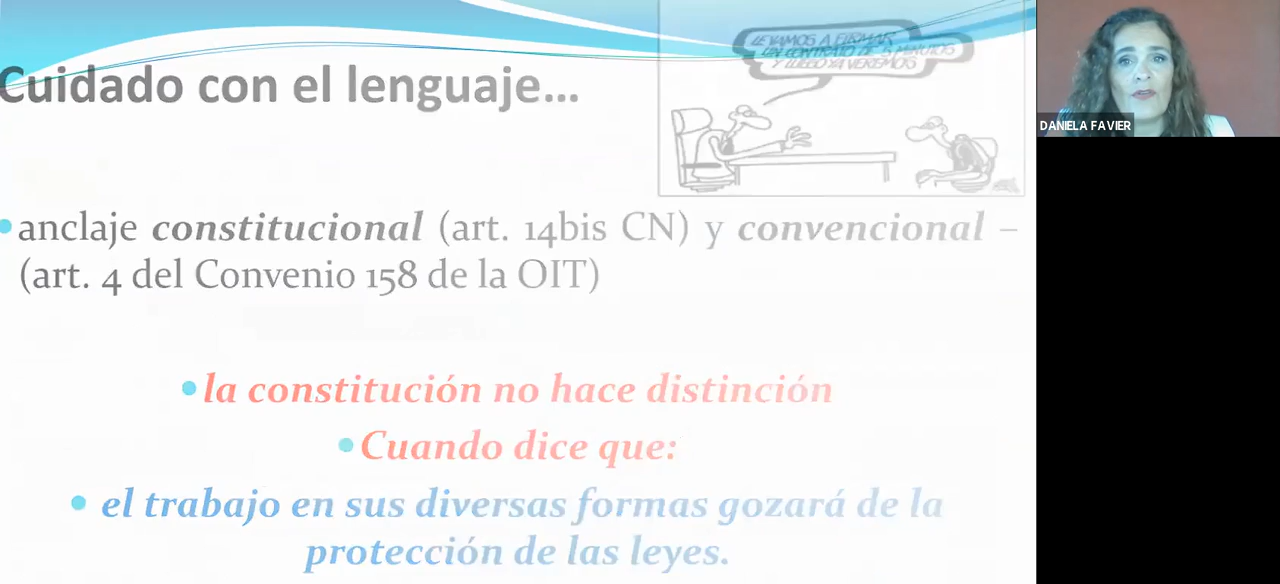 Cuidado con el lenguaje...
LE VAMOS A FIRMAR
UN CONTRATO DE 5 MINUTOS
Y LUEGO YA VEREMOS
DANIELA FAVIER
•anclaje constitucional (art. 14bis CN) y convencional –
(art. 4 del Convenio 158 de la OIT)
•la constitución no hace distinción
•Cuando dice que:
• el trabajo en sus diversas formas gozará de la
protección de las leyes.